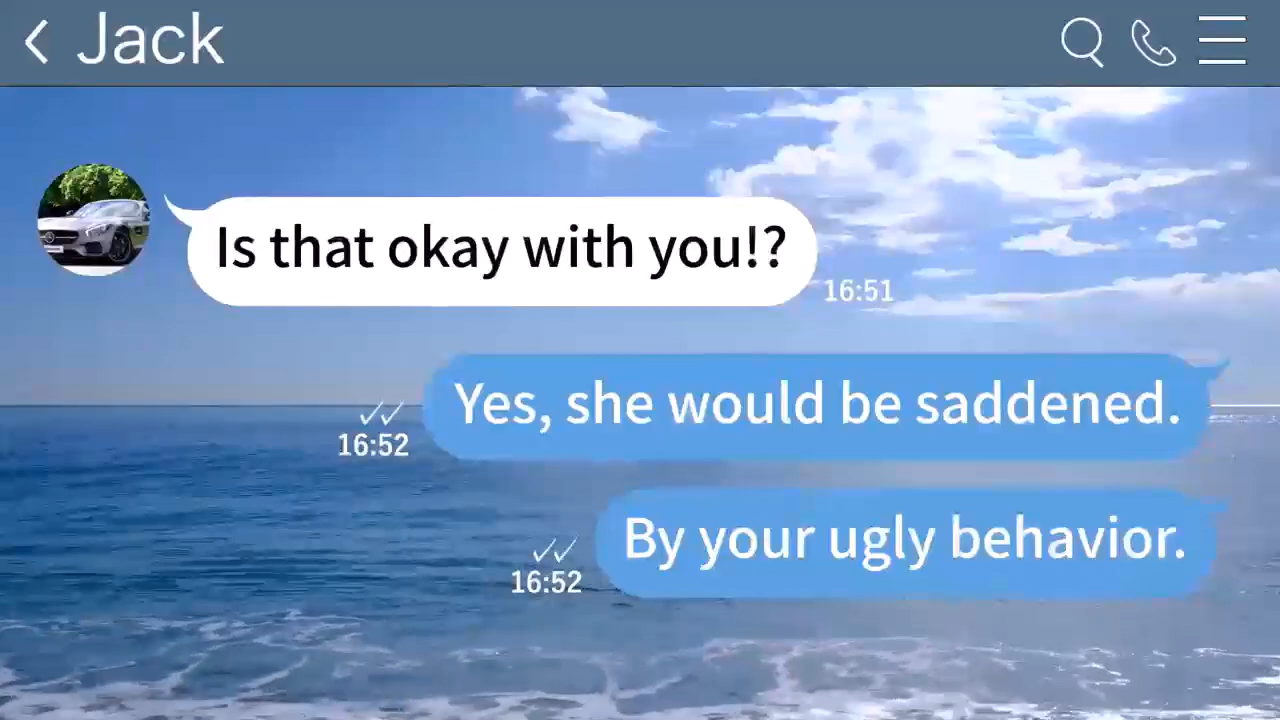 Jack
Is that okay with you!?
16:51
Yes, she would be saddened.
16:52
By your ugly behavior.
16:52